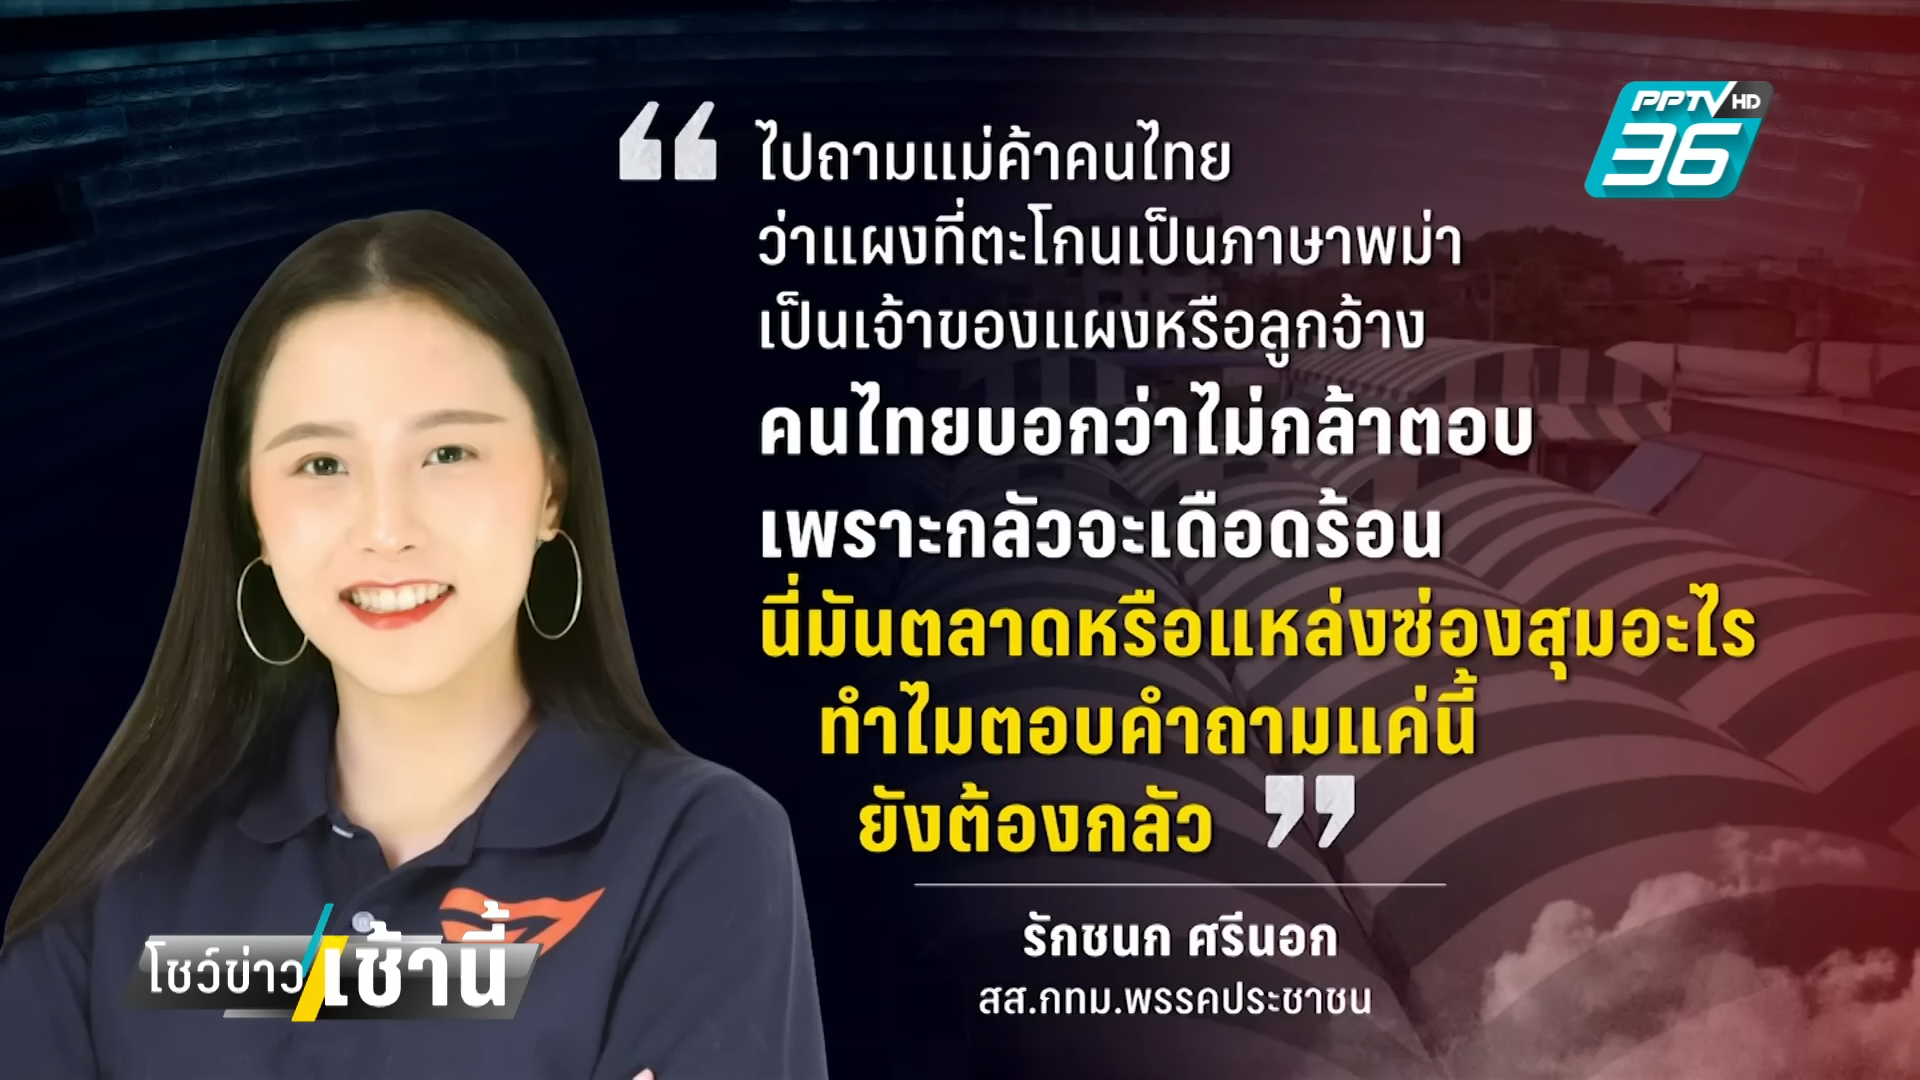 PPTV HD
36
“ ไปถามแม่ค้าคนไทย
ว่าแผงที่ตะโกนเป็นภาษาพม่า
เป็นเจ้าของแผงหรือลูกจ้าง
คนไทยบอกว่าไม่กล้าตอบ
เพราะกลัวจะเดือดร้อน
นี่มันตลาดหรือแหล่งซ่องสุมอะไร
ทำไมตอบคำถามแค่นี้
ยังต้องกลัว ”
รักชนก ศรีนอก
สส.กทม.พรรคประชาชน
โชว์ข่าวเช้านี้